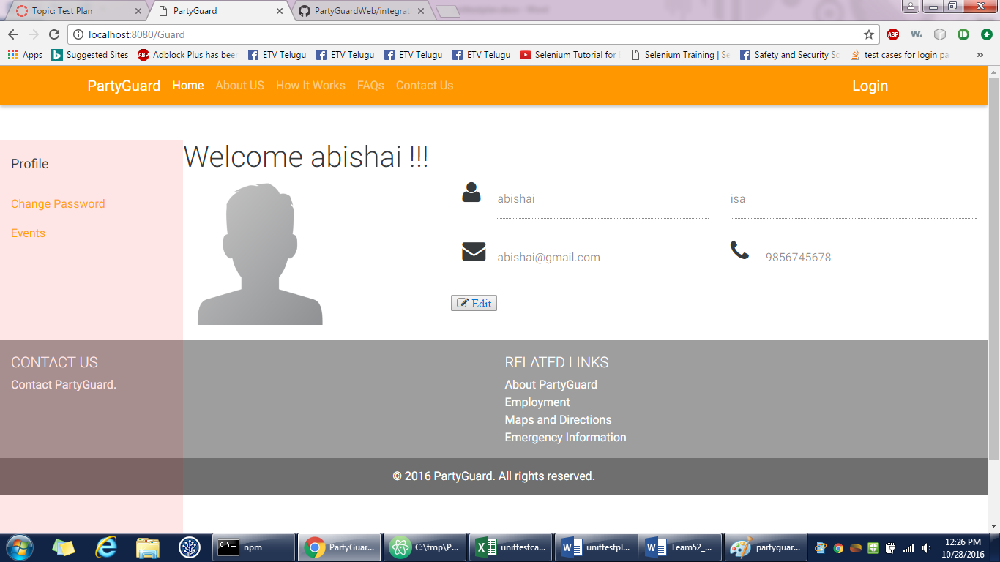 Topic: Test Plan
PartyGuard
PartyGuardWeb/integrat
localhost:8080/Guard
Apps
Suggested Sites
ABP
Adblock Plus has been
ETV Telugu
ETV Telugu
ETV Telugu
ETV Telugu
Selenium Tutorial for
Selenium Training | Se
Safety and Security Sc
test cases for login pa
»
ABP
w.
PartyGuard
Home
About US
How It Works
FAQs
Contact Us
Login
Profile
Change Password
Events
Welcome abishai !!!
abishai
isa
abishai@gmail.com
9856745678
Edit
CONTACT US
Contact PartyGuard.
RELATED LINKS
About PartyGuard
Employment
Maps and Directions
Emergency Information
© 2016 PartyGuard. All rights reserved.
npm
PartyGuar...
C:\tmp\P...
unittestca...
unittestpl...
Team52_...
partyguar...
12:26 PM
10/28/2016